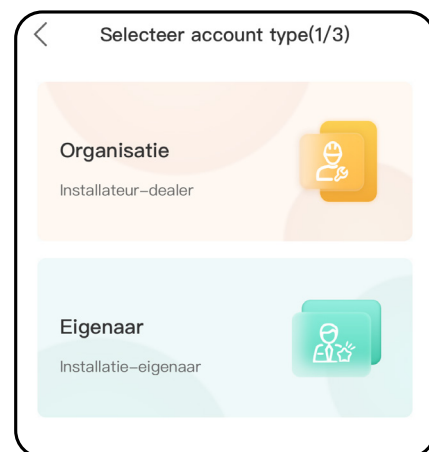 Selecteer account type(1/3)
Organisatie
Installateur-dealer
Eigenaar
Installatie-eigenaar